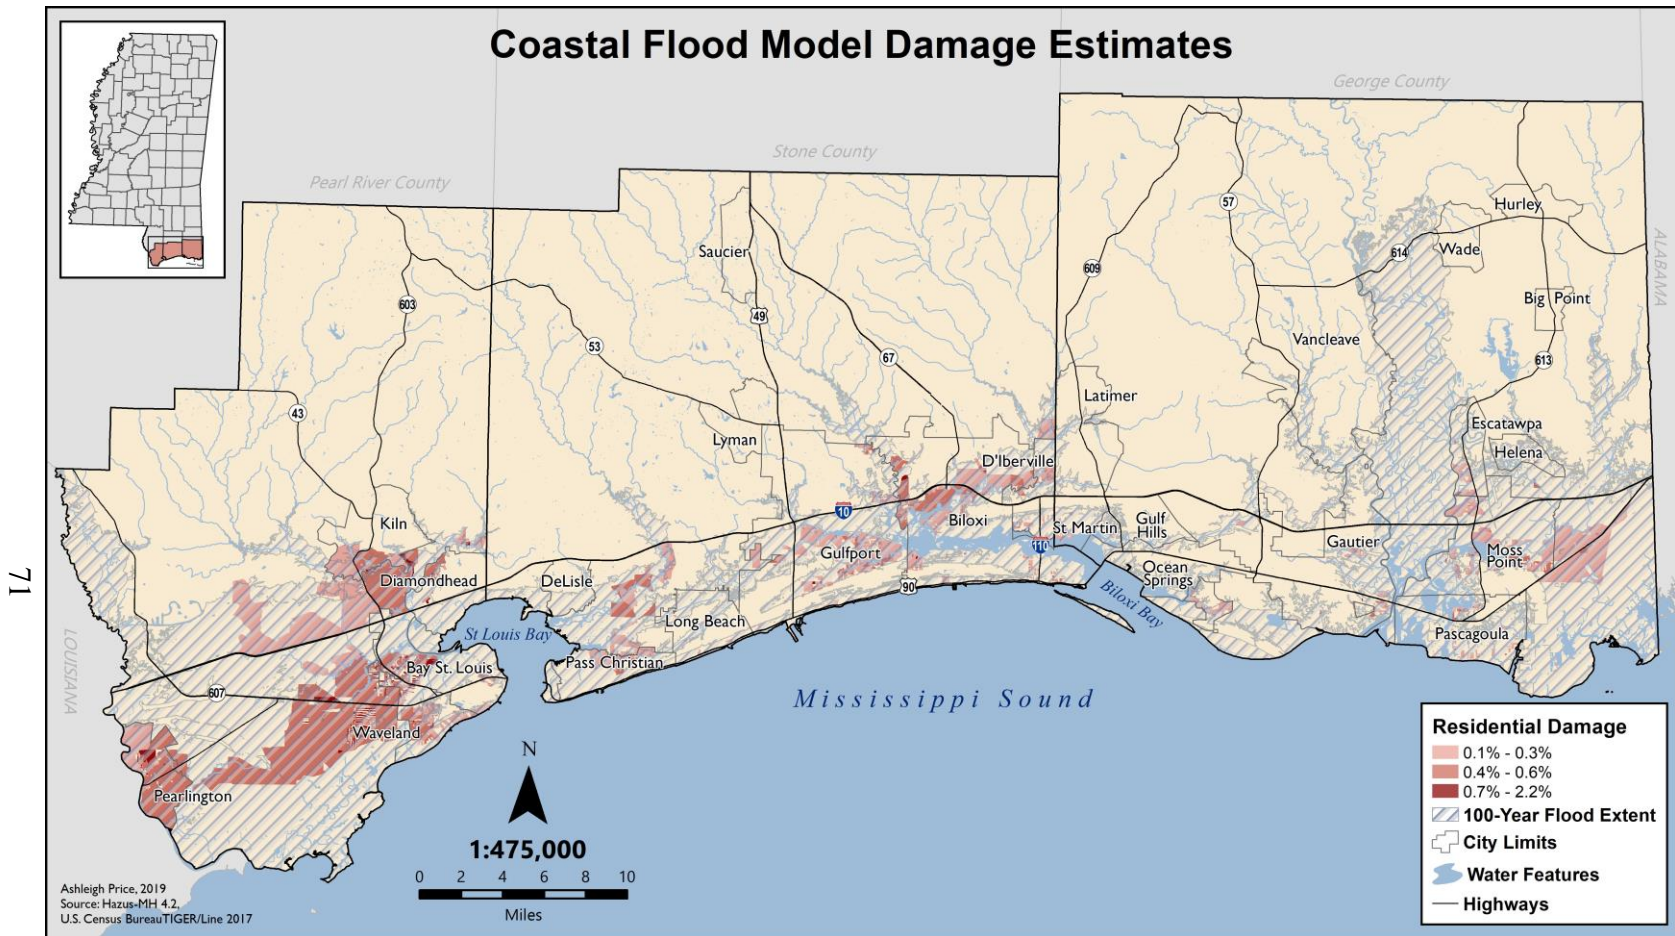 Coastal Flood Model Damage Estimates
George County
Stone County
Pearl River County
Hurley
57
Saucier
614
Wade
ALABAMA
609
Big Point
603
49
Vancleave
53
67
613
Latimer
43
Escatawpa
Lyman
Helena
D'Iberville
10
Kiln
Biloxi
St Martin
Gulf
Hills
110
Gautier
Gulfport
Moss
Point
Diamondhead
DeLisle
Ocean
Springs
90
Biloxi Bay
71
Long Beach
St Louis Bay
Pascagoula
LOUISIANA
Bay St. Louis
Pass Christian
607
Mississippi Sound
Waveland
N
Pearlington
1:475,000
0 2 4 6 8 10
Miles
Residential Damage
0.1% - 0.3%
0.4% - 0.6%
0.7% - 2.2%
100-Year Flood Extent
City Limits
Water Features
Highways
Ashleigh Price, 2019
Source: Hazus-MH 4.2,
U.S. Census BureauTIGER/Line 2017